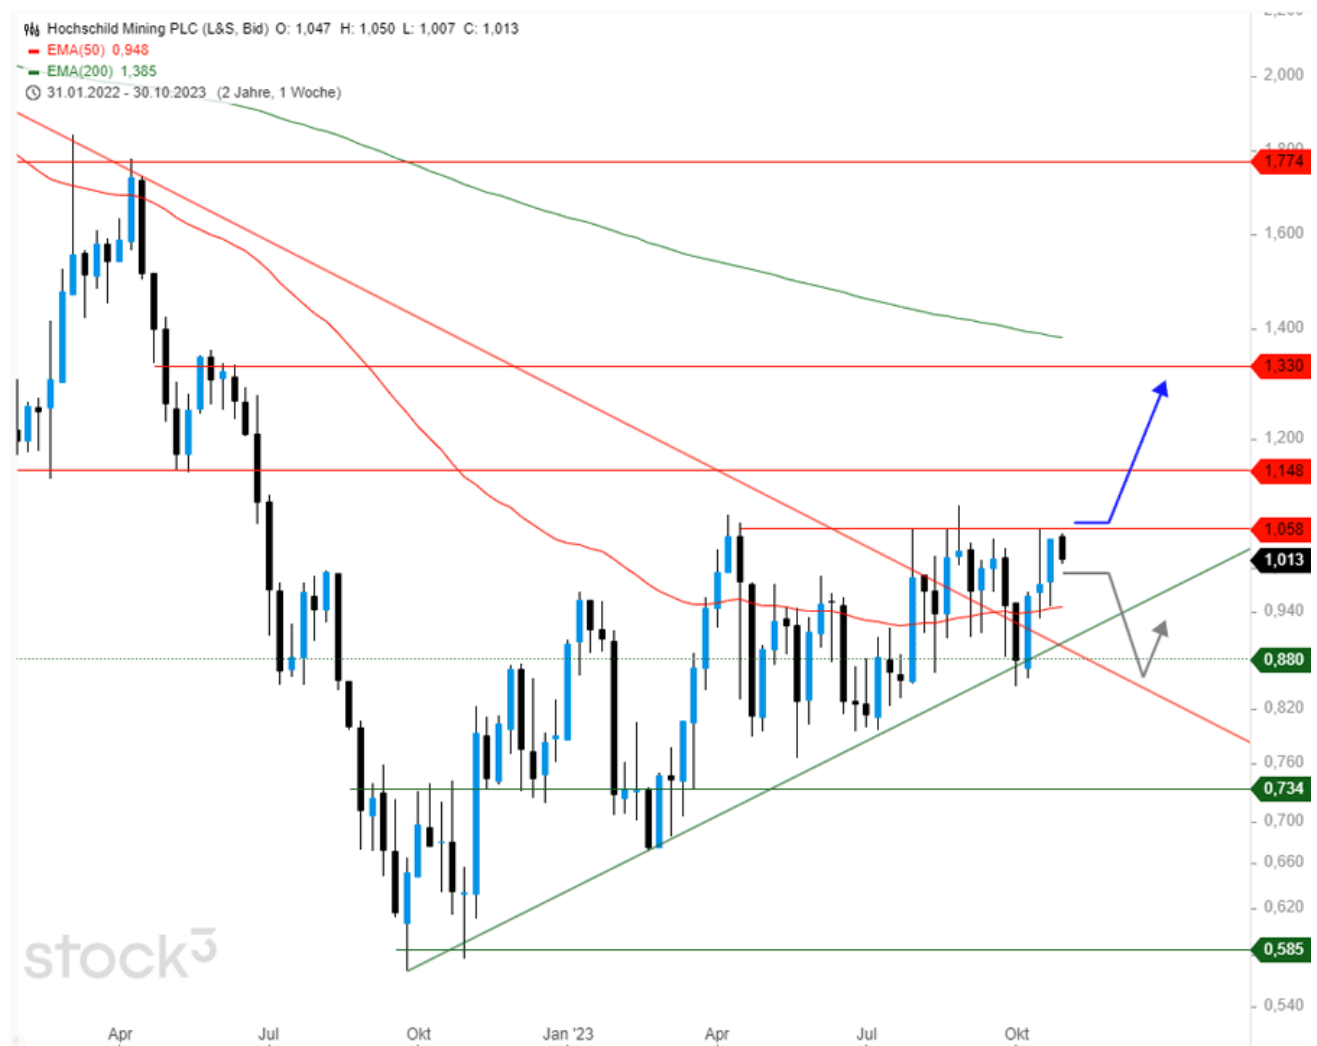 Hochschild Mining PLC (L&S, Bid) O: 1,047 H: 1,050 L: 1,007 C: 1,013
EMA(50) 0,948
EMA(200) 1,385
31.01.2022 - 30.10.2023 (2 Jahre, 1 Woche)
2,000
1,800
1,774
1,600
1,400
1,330
1,200
1,148
1,058
1,013
0,940
0,880
0,820
0,760
0,734
0,700
0,660
0,620
0,585
0,540
stock3
Apr
Jul
Okt
Jan '23
Apr
Jul
Okt